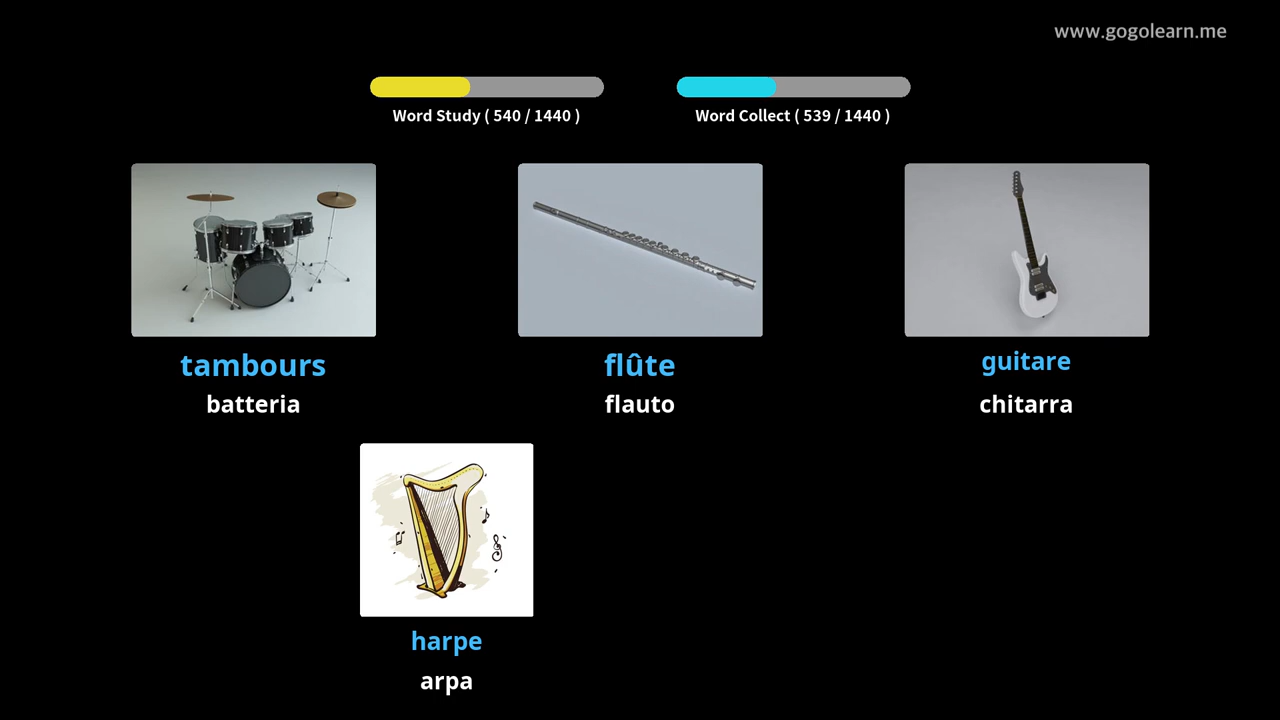 www.gogolearn.me
Word Study ( 540 / 1440 )
Word Collect ( 539 / 1440 )
tambours
batteria
flûte
flauto
guitare
chitarra
harpe
arpa